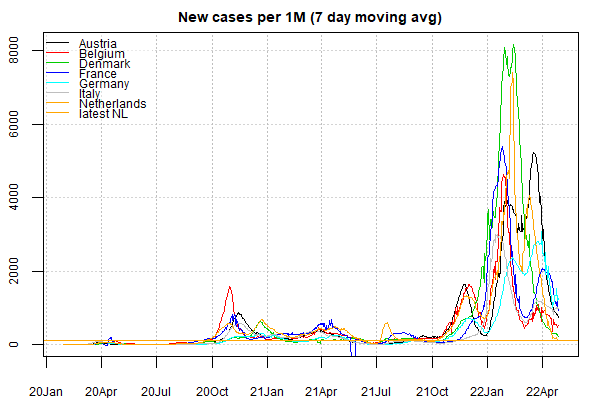 New cases per 1M (7 day moving avg)
8000
6000
4000
2000
0
Austria
Belgium
Denmark
France
Germany
Italy
Netherlands
latest NL
20Jan 20Apr 20Jul 20Oct 21Jan 21Apr 21Jul 21Oct 22Jan 22Apr